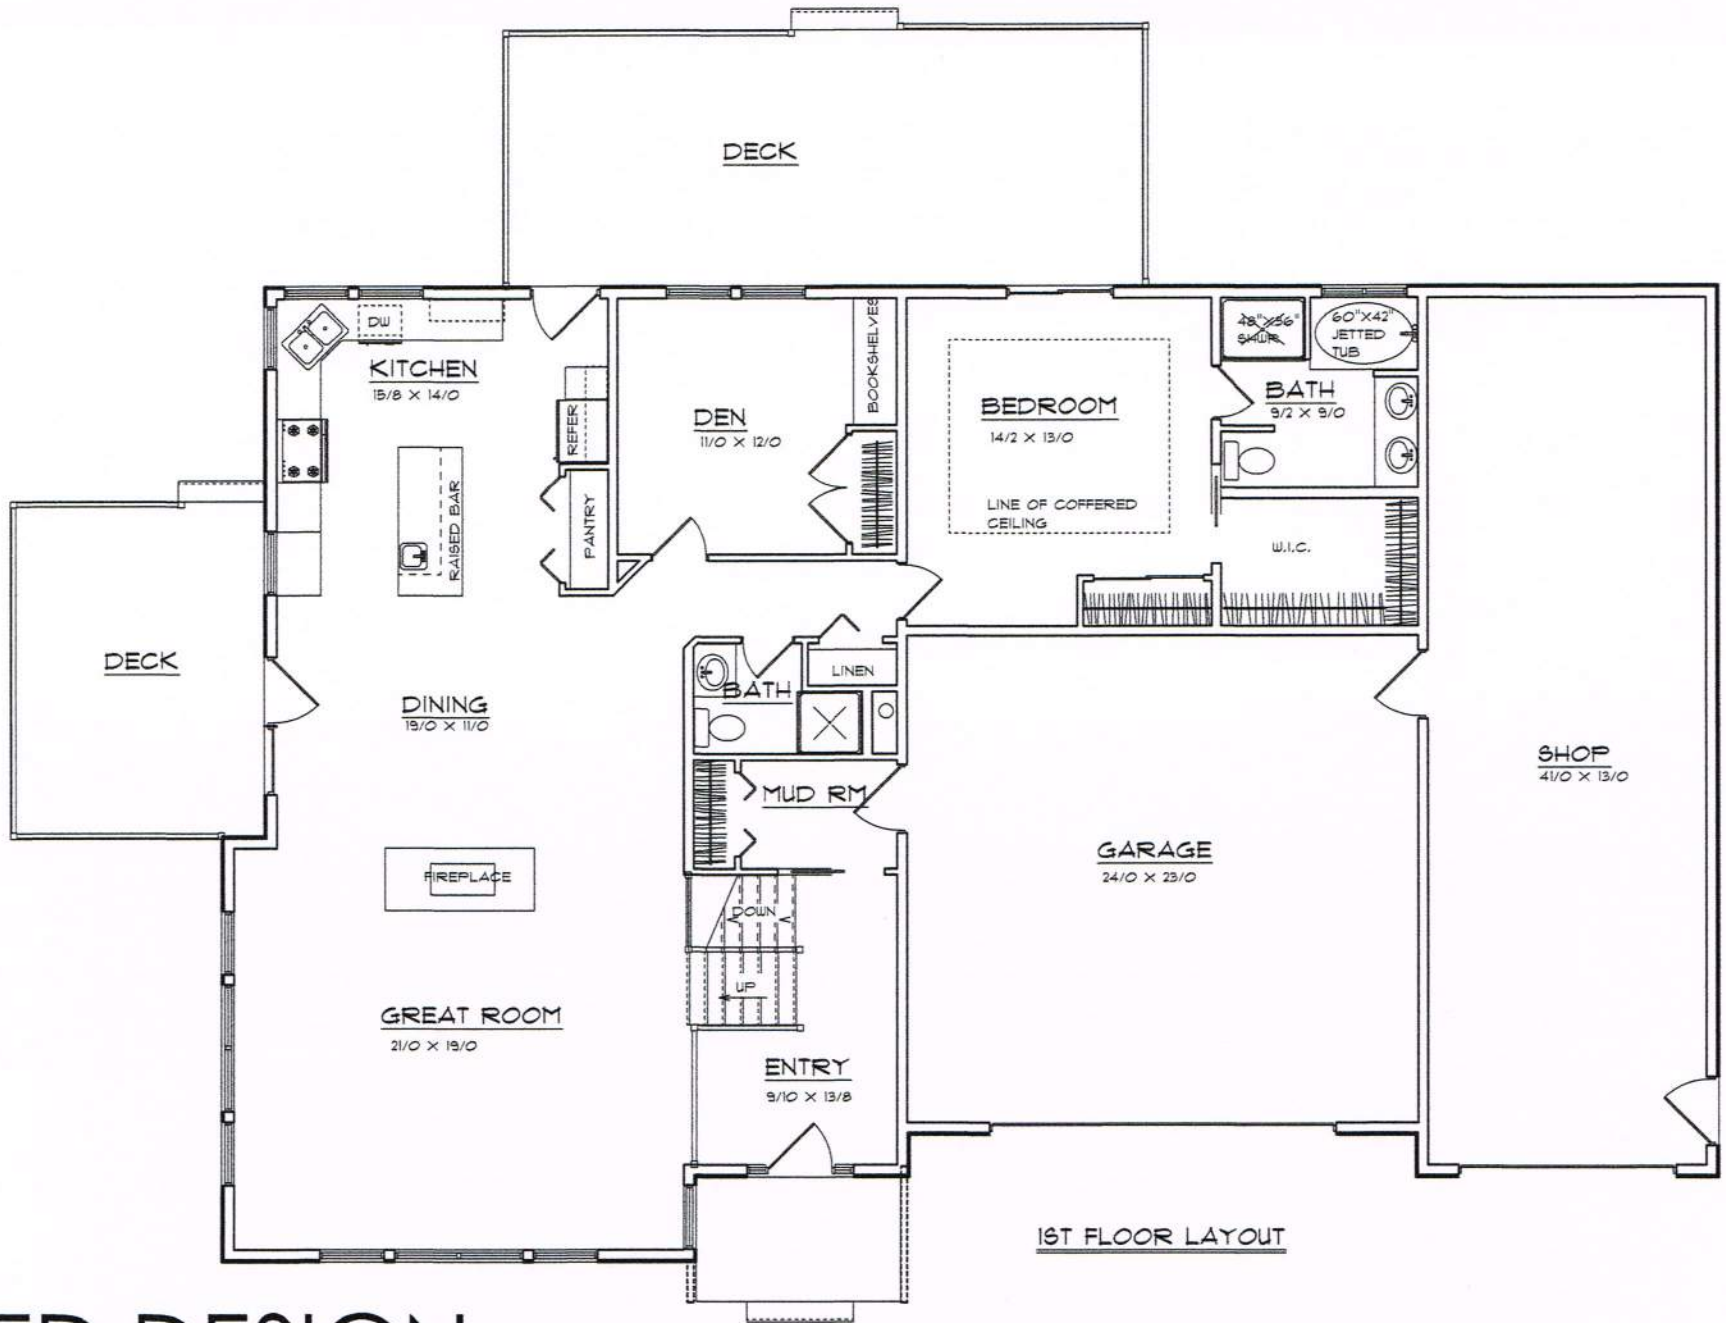 DECK
DW
KITCHEN
15/8 X 14/0
REFER
RAISED BAR
PANTRY
DEN
11/0 X 12/0
BOOKSHELVES
BEDROOM
14/2 X 13/0
LINE OF COFFERED
CEILING
SHWR
60"X42"
JETTED
TUB
BATH
9/2 X 9/0
W.I.C.
DECK
DINING
19/0 X 11/0
BATH
LINEN
MUD RM
SHOP
41/0 X 13/0
GARAGE
24/0 X 23/0
FIREPLACE
DOWN
UP
GREAT ROOM
21/0 X 19/0
ENTRY
9/10 X 13/8
1ST FLOOR LAYOUT